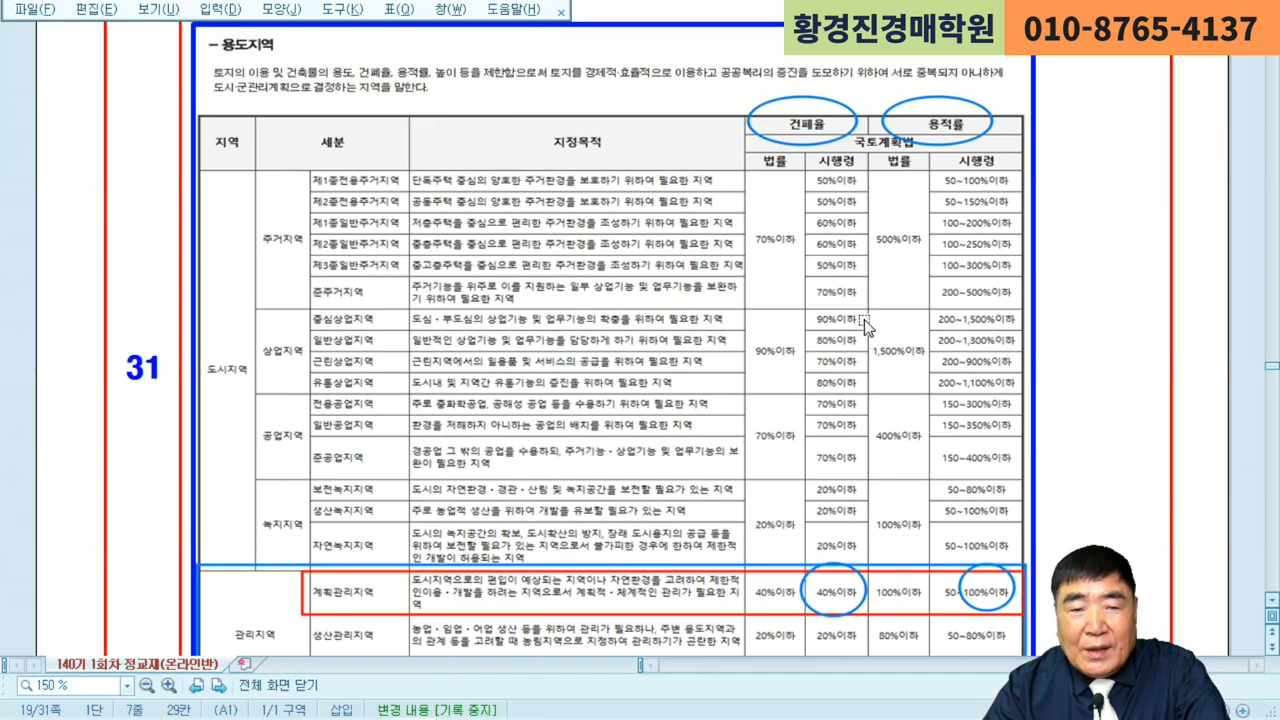 파일(F) 편집(E) 보기(U) 입력(D) 모양(J) 도구(K) 표(Q) 창(W) 도움말(H)
황경진경매학원 010-8765-4137
- 용도지역
토지의 이용 및 건축물의 용도, 건폐율, 용적률, 높이 등을 제한함으로써 토지를 경제적·효율적으로 이용하고 공공복리의 증진을 도모하기 위하여 서로 중복되지 아니하게
도시·군관리계획으로 결정하는 지역을 말한다.
지역 세분 지정목적 건폐율 용적률
국토계획법
법률 시행령 법률 시행령
제1종전용주거지역 단독주택 중심의 양호한 주거환경을 보호하기 위하여 필요한 지역 50%이하 50~100%이하
제2종전용주거지역 공동주택 중심의 양호한 주거환경을 보호하기 위하여 필요한 지역 50%이하 50~150%이하
제1종일반주거지역 저층주택을 중심으로 편리한 주거환경을 조성하기 위하여 필요한 지역 60%이하 100~200%이하
주거지역 제2종일반주거지역 중층주택을 중심으로 편리한 주거환경을 조성하기 위하여 필요한 지역 70%이하 60%이하 500%이하 100~250%이하
제3종일반주거지역 중고층주택을 중심으로 편리한 주거환경을 조성하기 위하여 필요한 지역 50%이하 100~300%이하
준주거지역 주거기능을 위주로 이를 지원하는 일부 상업기능 및 업무기능을 보완하
기 위하여 필요한 지역 70%이하 200~500%이하
중심상업지역 도심·부도심의 상업기능 및 업무기능의 확충을 위하여 필요한 지역 90%이하 200~1,500%이하
상업지역 일반상업지역 일반적인 상업기능 및 업무기능을 담당하게 하기 위하여 필요한 지역 90%이하 80%이하 1,500%이하 200~1,300%이하
도시지역 근린상업지역 근린지역에서의 일용품 및 서비스의 공급을 위하여 필요한 지역 70%이하 200~900%이하
유통상업지역 도시내 및 지역간 유통기능의 증진을 위하여 필요한 지역 80%이하 200~1,100%이하
전용공업지역 주로 중화학공업, 공해성 공업 등을 수용하기 위하여 필요한 지역 70%이하 150~300%이하
공업지역 일반공업지역 환경을 저해하지 아니하는 공업의 배치를 위하여 필요한 지역 70%이하 70%이하 400%이하 150~350%이하
준공업지역 경공업 그 밖의 공업을 수용하되, 주거기능·상업기능 및 업무기능의 보
완이 필요한 지역 70%이하 150~400%이하
보전녹지지역 도시의 자연환경·경관·산림 및 녹지공간을 보전할 필요가 있는 지역 20%이하 50~80%이하
녹지지역 생산녹지지역 주로 농업적 생산을 위하여 개발을 유보할 필요가 있는 지역 20%이하 20%이하 100%이하 50~100%이하
자연녹지지역 도시의 녹지공간의 확보, 도시확산의 방지, 장래 도시용지의 공급 등을
위하여 보전할 필요가 있는 지역으로서 불가피한 경우에 한하여 제한적
인 개발이 허용되는 지역 20%이하 50~100%이하
계획관리지역 도시지역으로의 편입이 예상되는 지역이나 자연환경을 고려하여 제한적
인이용·개발을 하려는 지역으로서 계획적·체계적인 관리가 필요한 지
역 40%이하 40%이하 100%이하 50~100%이하
관리지역 생산관리지역 농업·임업·어업 생산 등을 위하여 관리가 필요하나, 주변 용도지역과
의 관계 등을 고려할 때 농림지역으로 지정하여 관리하기가 곤란한 지역 20%이하 20%이하 80%이하 50~80%이하
31
140기 1회차 정교재(온라인반)
150 % 전체 화면 닫기
19/31쪽 1단 7줄 29칸 (A1) 1/1 구역 삽입 변경 내용 [기록 중지]